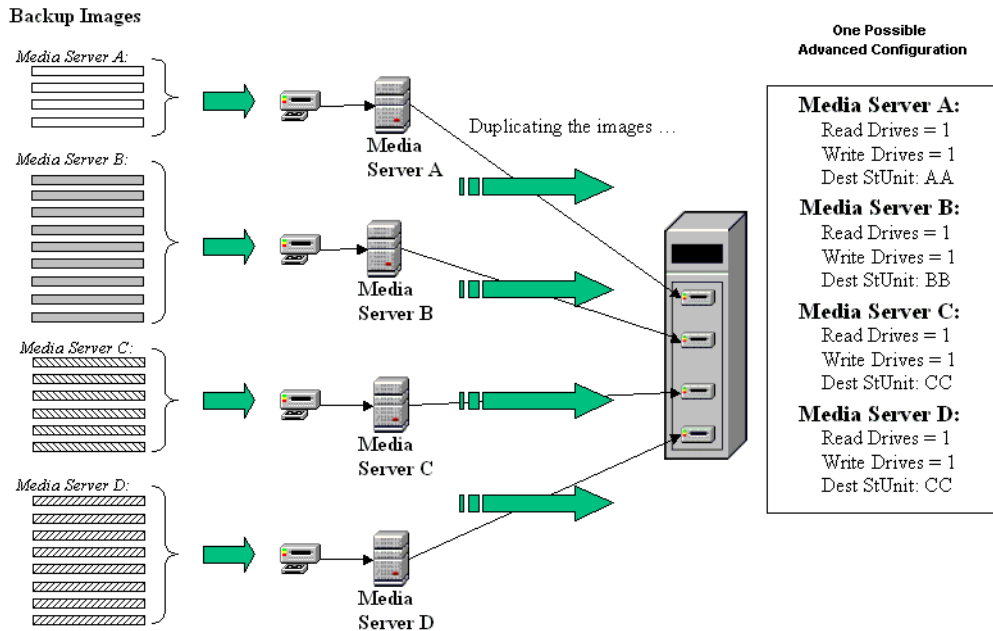 Backup Images
Media Server A:
Media Server B:
Media Server C:
Media Server D:
Media
Server A
Media
Server B
Media
Server C
Media
Server D
Duplicating the images ...
One Possible
Advanced Configuration
Media Server A:
Read Drives = 1
Write Drives = 1
Dest StUnit: AA
Media Server B:
Read Drives = 1
Write Drives = 1
Dest StUnit: BB
Media Server C:
Read Drives = 1
Write Drives = 1
Dest StUnit: CC
Media Server D:
Read Drives = 1
Write Drives = 1
Dest StUnit: CC